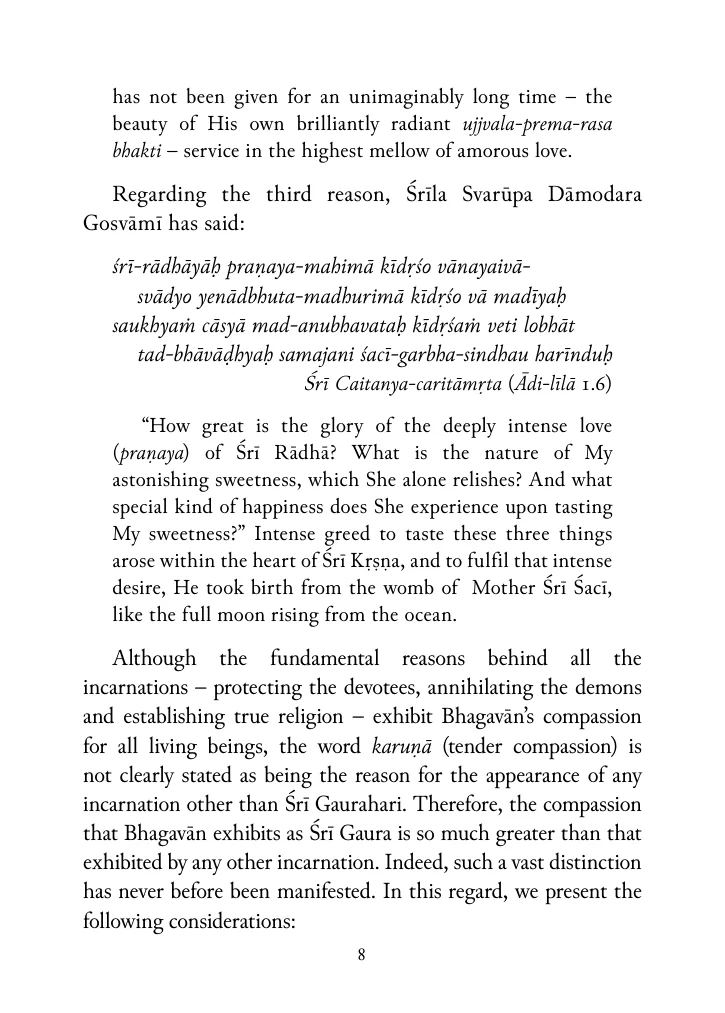 has not been given for an unimaginably long time – the
beauty of His own brilliantly radiant ujjvala-prema-rasa
bhakti – service in the highest mellow of amorous love.
Regarding the third reason, Śrīla Svarūpa Dāmodara
Gosvāmī has said:
śrī-rādhāyāḥ praṇaya-mahimā kīdṛśo vānayaivā-
svādyo yenādbhuta-madhurimā kīdṛśo vā madīyaḥ
saukhyaṁ cāsyā mad-anubhavataḥ kīdṛśaṁ veti lobhāt
tad-bhāvāḍhyaḥ samajani śacī-garbha-sindhau harīnduḥ
Śrī Caitanya-caritāmṛta (Ādi-līlā 1.6)
“How great is the glory of the deeply intense love
(praṇaya) of Śrī Rādhā? What is the nature of My
astonishing sweetness, which She alone relishes? And what
special kind of happiness does She experience upon tasting
My sweetness?” Intense greed to taste these three things
arose within the heart of Śrī Kṛṣṇa, and to fulfil that intense
desire, He took birth from the womb of Mother Śrī Śacī,
like the full moon rising from the ocean.
Although the fundamental reasons behind all the
incarnations – protecting the devotees, annihilating the demons
and establishing true religion – exhibit Bhagavān’s compassion
for all living beings, the word karuṇā (tender compassion) is
not clearly stated as being the reason for the appearance of any
incarnation other than Śrī Gaurahari. Therefore, the compassion
that Bhagavān exhibits as Śrī Gaura is so much greater than that
exhibited by any other incarnation. Indeed, such a vast distinction
has never before been manifested. In this regard, we present the
following considerations:
8